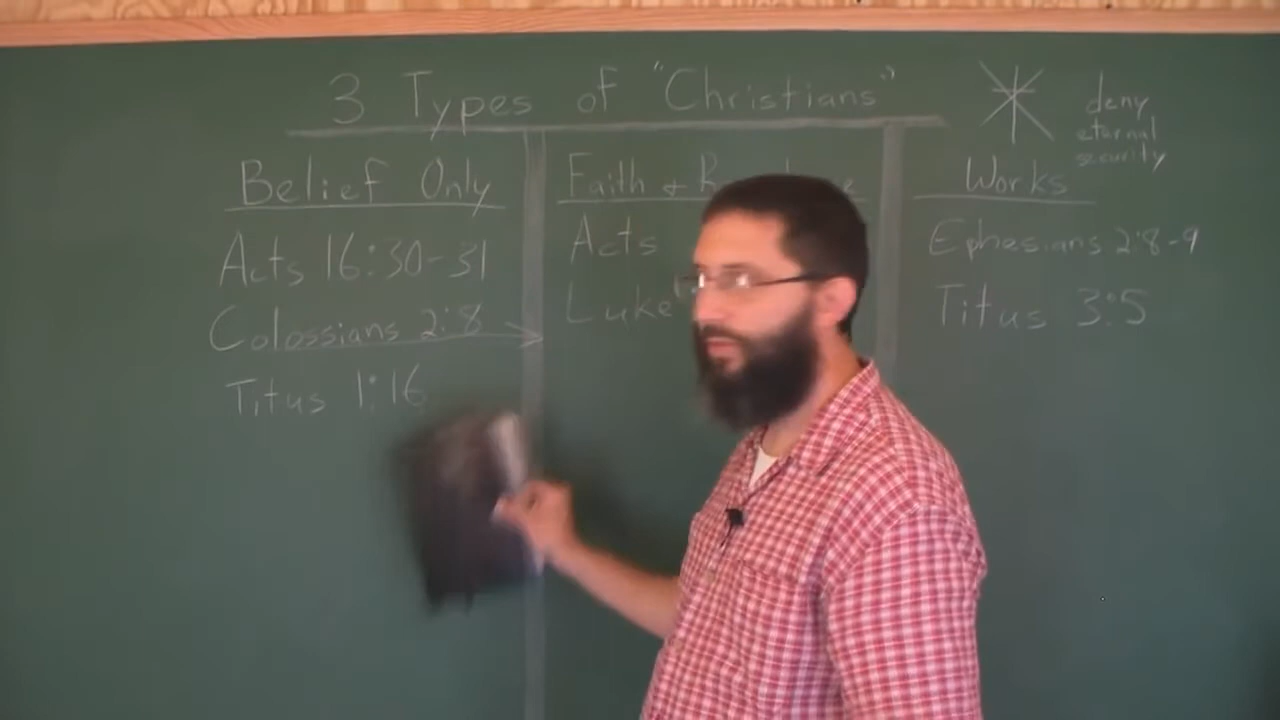 3 Types of "Christians"
deny
eternal
security
Belief Only
Acts 16:30-31
Colossians 2:8
Titus 1:16
Faith &
Acts
Luke
Works
Ephesians 2:8-9
Titus 3:5